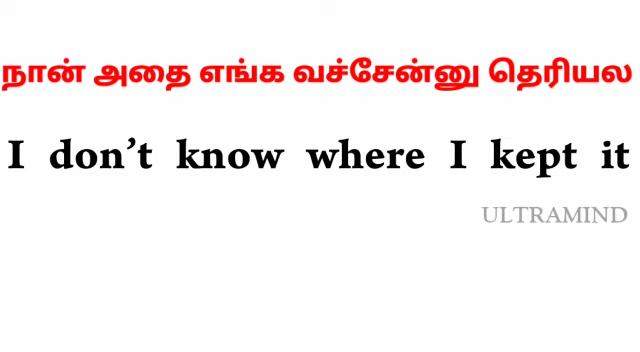 நான் அதை எங்க வச்சேன்னு தெரியல
I don’t know where I kept it
ULTRAMIND